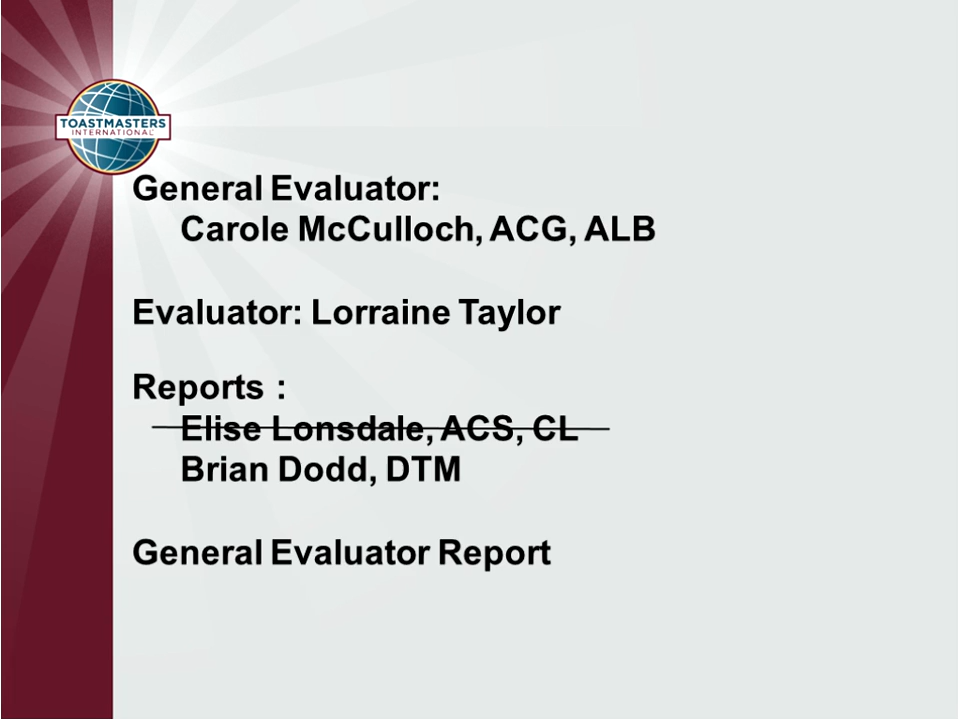 TOASTMASTERS
INTERNATIONAL
General Evaluator:
Carole McCulloch, ACG, ALB
Evaluator: Lorraine Taylor
Reports :
Elise Lonsdale, ACS, CL
Brian Dodd, DTM
General Evaluator Report